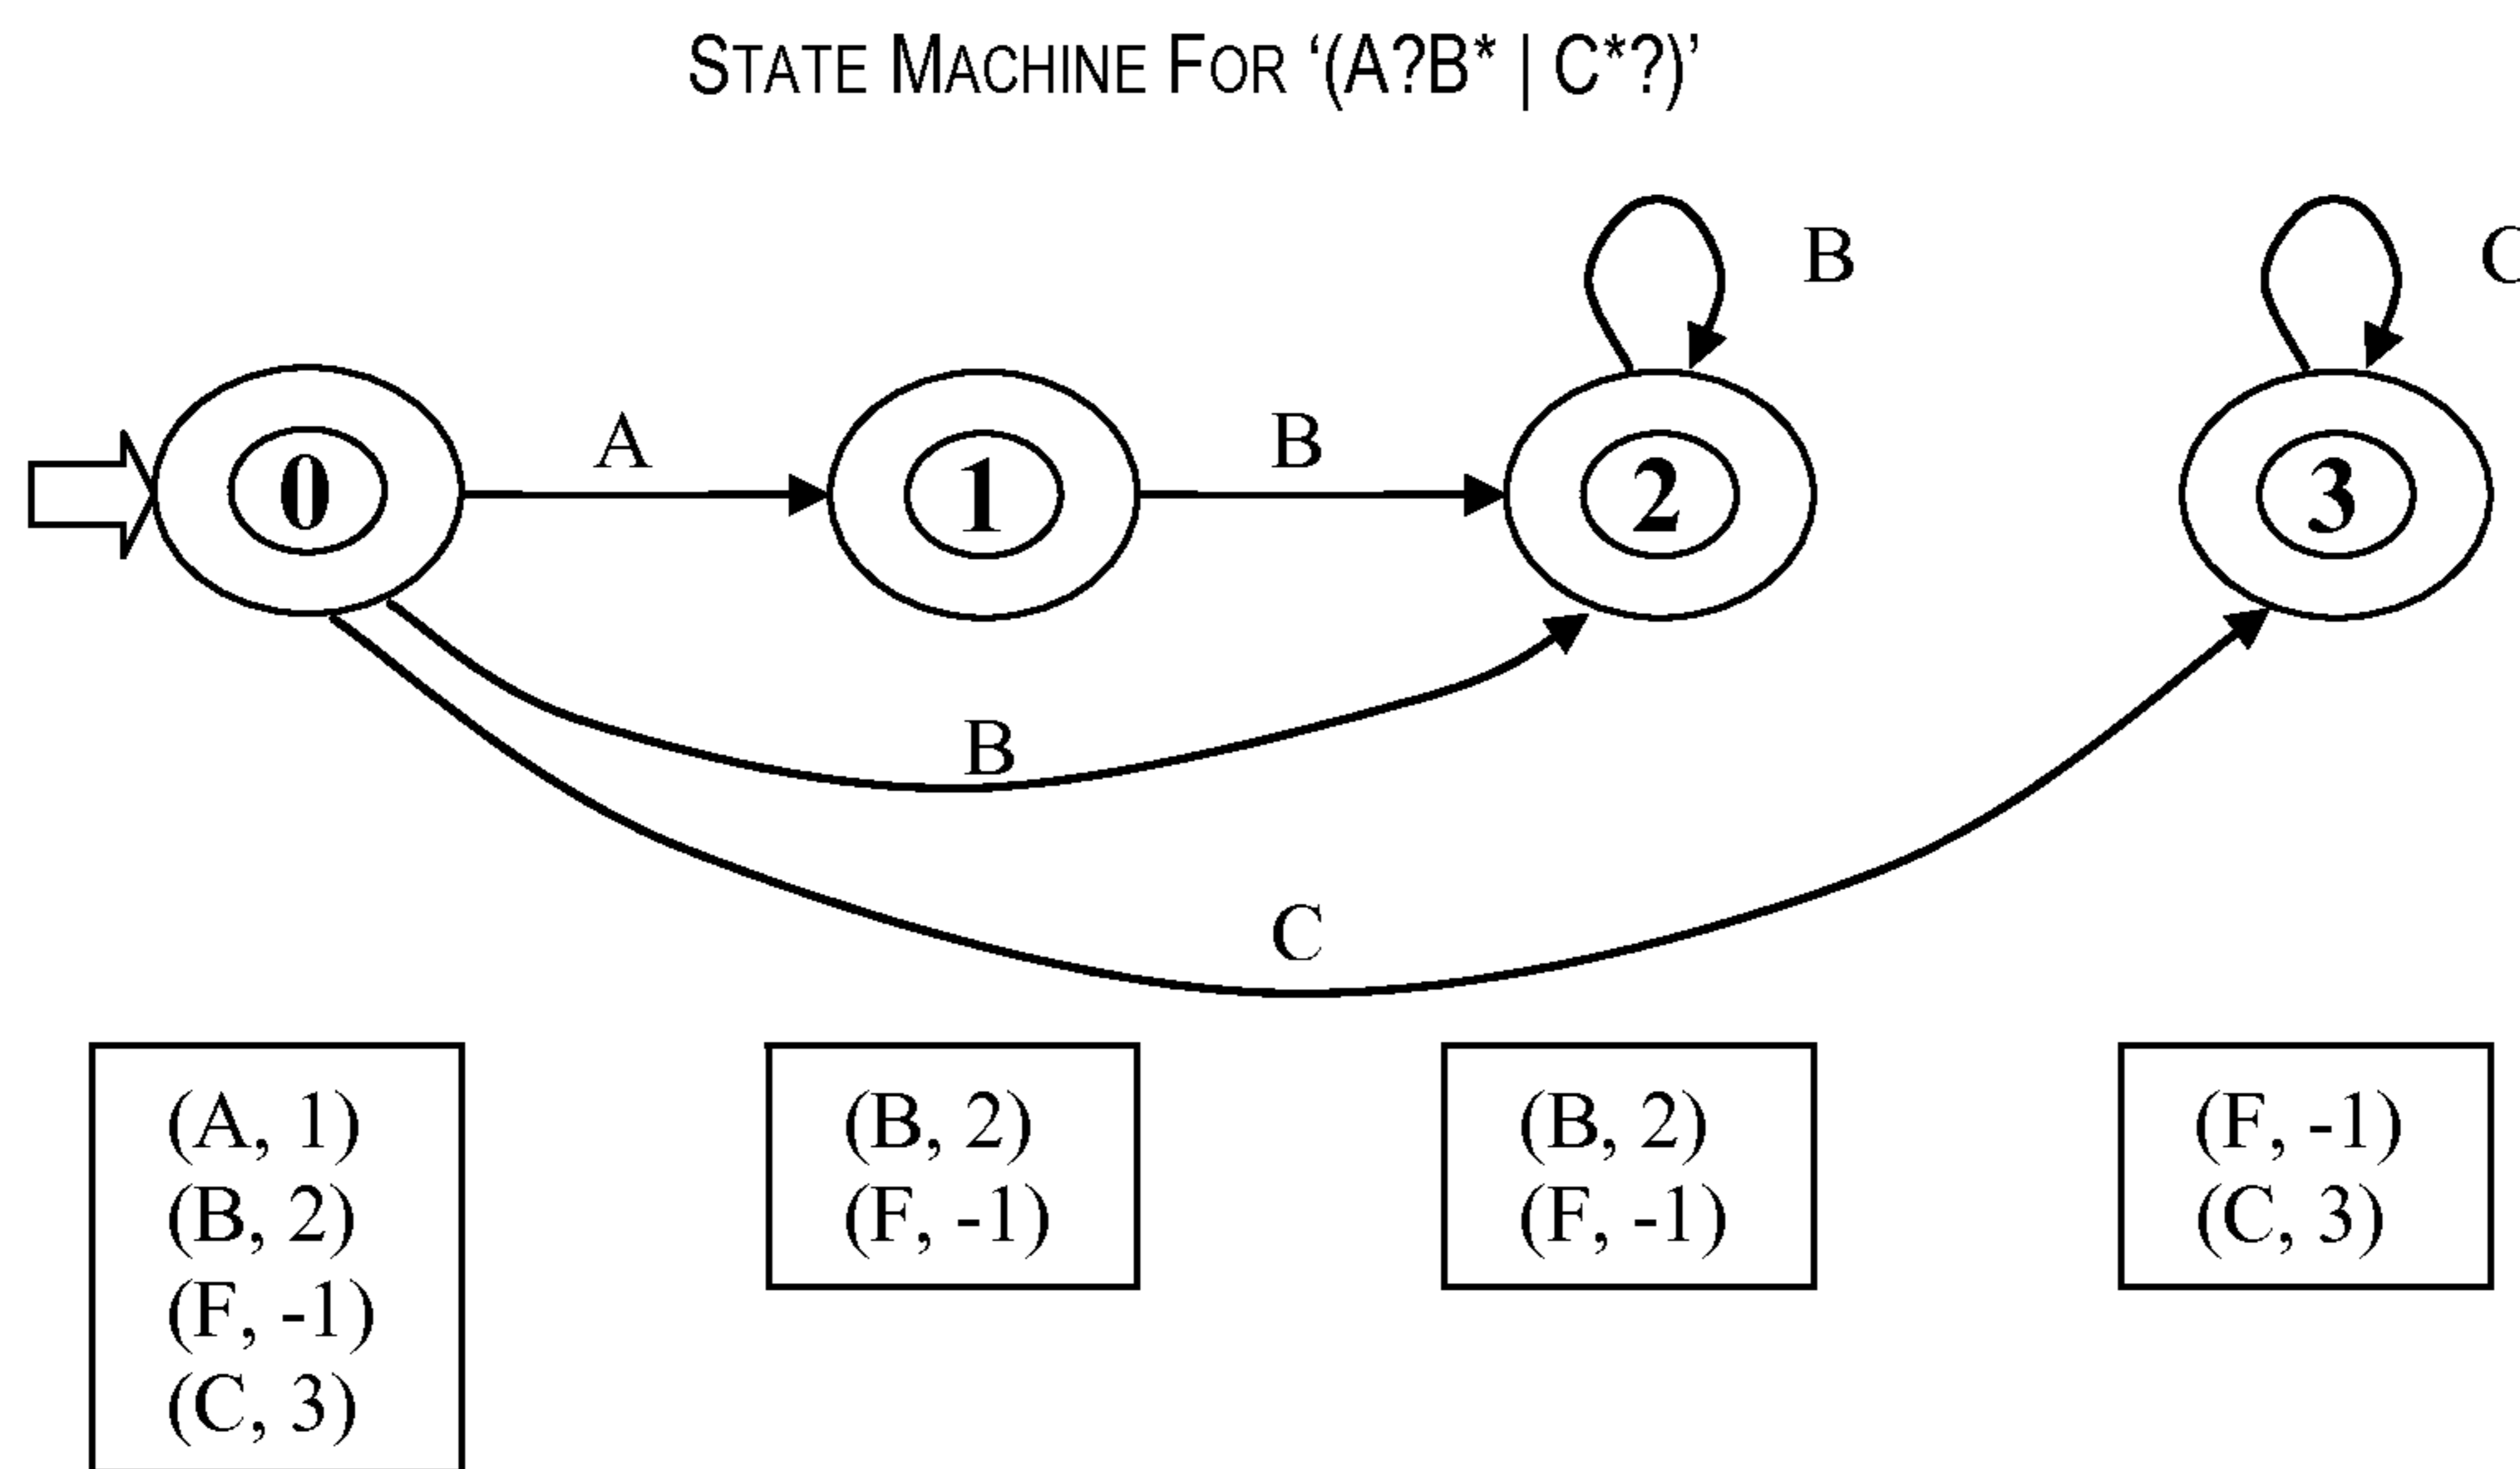 STATE MACHINE FOR ‘(A?B* | C*?)’
B
C
0
A
1
B
2
3
B
C
(A, 1)
(B, 2)
(F, -1)
(C, 3)
(B, 2)
(F, -1)
(B, 2)
(F, -1)
(F, -1)
(C, 3)